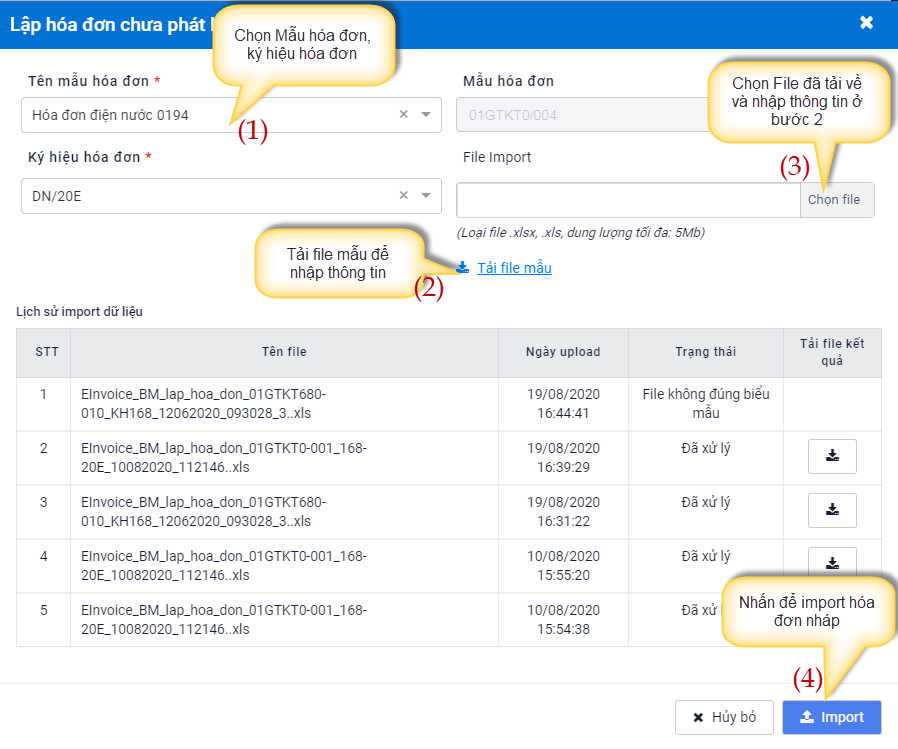 Lập hóa đơn chưa phát
Chọn Mẫu hóa đơn,
ký hiệu hóa đơn
Tên mẫu hóa đơn *
Mẫu hóa đơn
Hóa đơn điện nước 0194
(1)
01GTKT0/004
Chọn File đã tải về
và nhập thông tin ở
bước 2
Ký hiệu hóa đơn *
File Import
(3)
DN/20E
Chọn file
(Loại file .xlsx, .xls, dung lượng tối đa: 5Mb)
Tải file mẫu để
nhập thông tin
(2)
Tải file mẫu
Lịch sử import dữ liệu
STT Tên file Ngày upload Trạng thái Tải file kết
quả
1 EInvoice_BM_lap_hoa_don_01GTKT680- 19/08/2020 File không đúng biểu
010_KH168_12062020_093028_3..xls 16:44:41 mẫu
2 EInvoice_BM_lap_hoa_don_01GTKT0-001_168- 19/08/2020 Đã xử lý
20E_10082020_112146..xls 16:39:29
3 EInvoice_BM_lap_hoa_don_01GTKT680- 19/08/2020 Đã xử lý
010_KH168_12062020_093028_3..xls 16:31:22
4 EInvoice_BM_lap_hoa_don_01GTKT0-001_168- 10/08/2020 Đã xử lý
20E_10082020_112146..xls 15:55:20
5 EInvoice_BM_lap_hoa_don_01GTKT0-001_168- 10/08/2020 Đã xử
20E_10082020_112146..xls 15:54:38
Nhấn để import hóa
đơn nháp
(4)
Hủy bỏ
Import